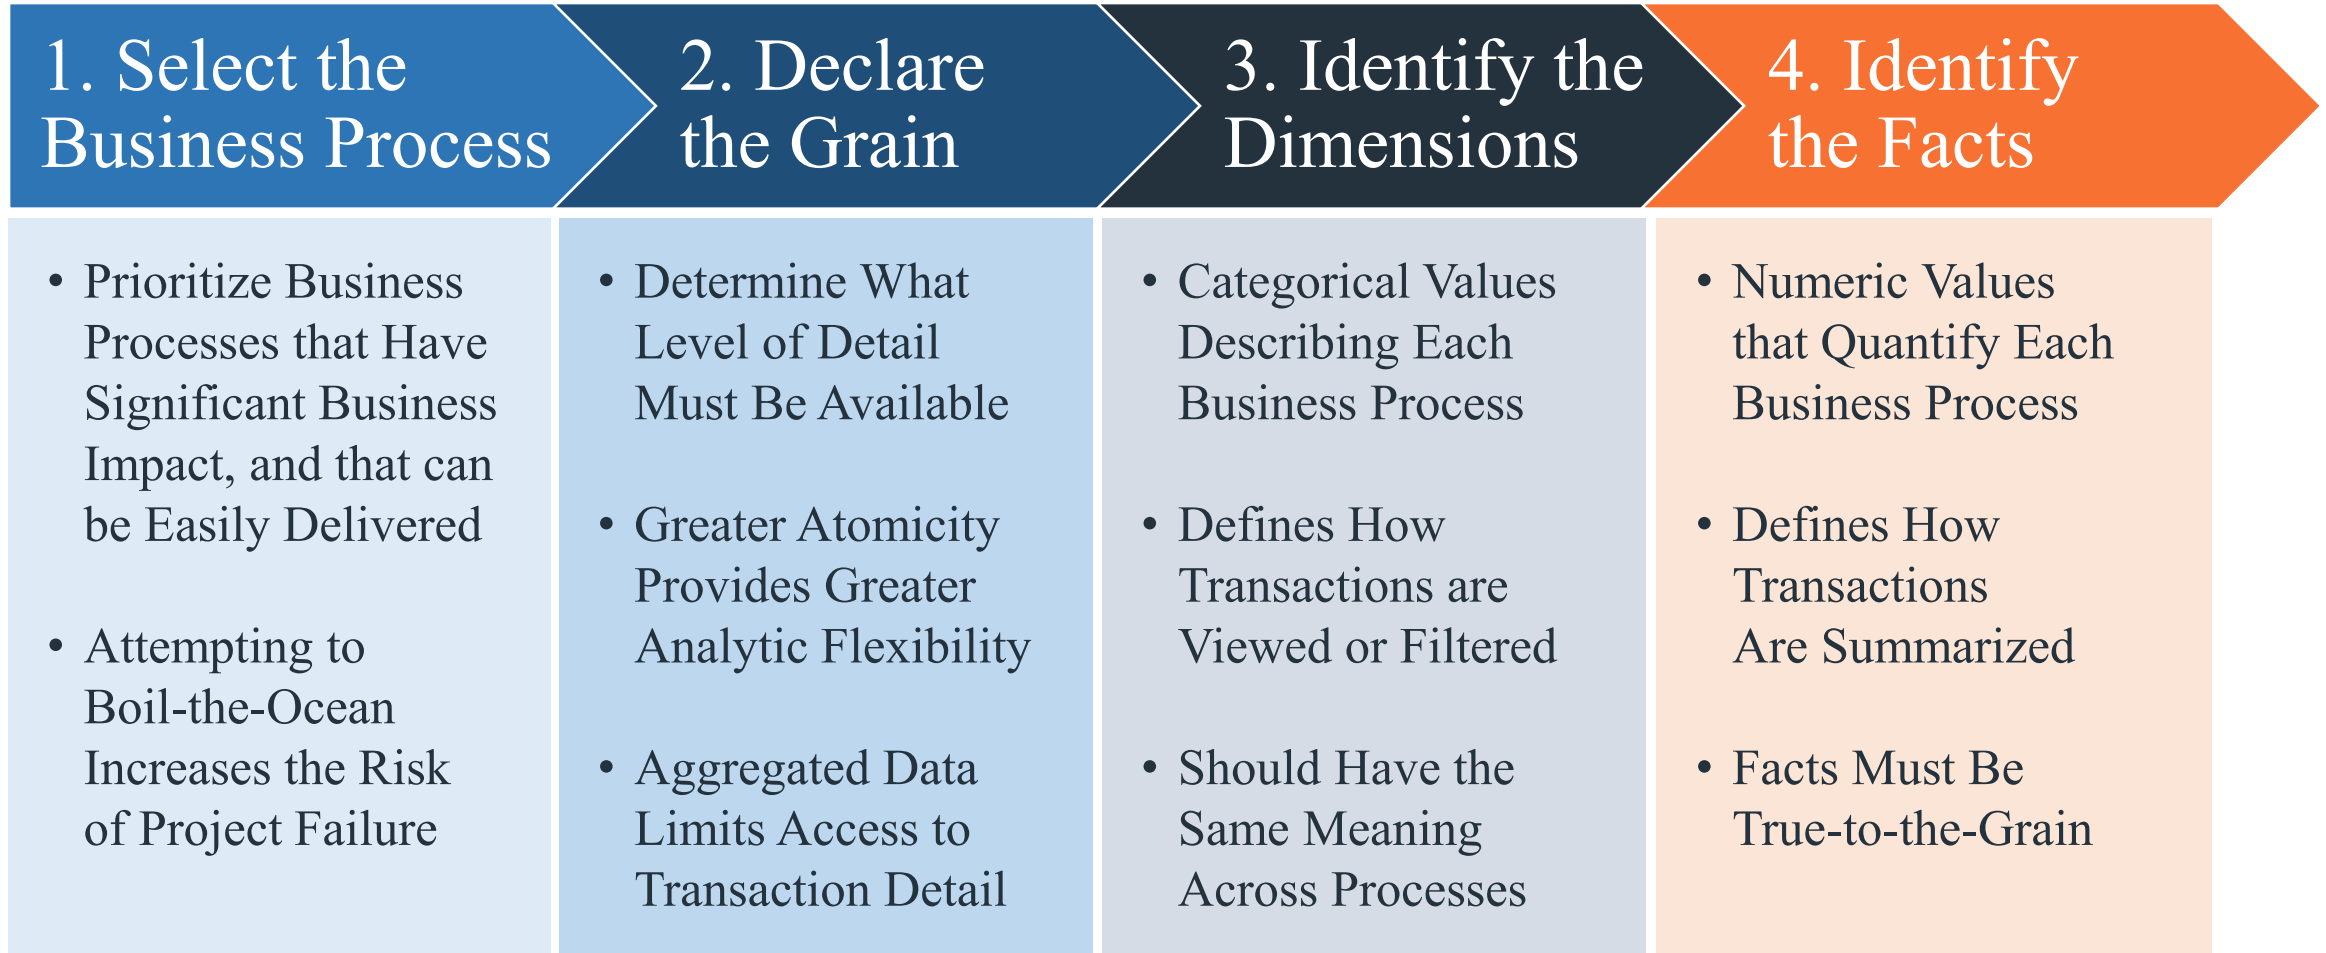 1. Select the
Business Process
2. Declare
the Grain
3. Identify the
Dimensions
4. Identify
the Facts
• Prioritize Business
Processes that Have
Significant Business
Impact, and that can
be Easily Delivered
• Attempting to
Boil-the-Ocean
Increases the Risk
of Project Failure
• Determine What
Level of Detail
Must Be Available
• Greater Atomicity
Provides Greater
Analytic Flexibility
• Aggregated Data
Limits Access to
Transaction Detail
• Categorical Values
Describing Each
Business Process
• Defines How
Transactions are
Viewed or Filtered
• Should Have the
Same Meaning
Across Processes
• Numeric Values
that Quantify Each
Business Process
• Defines How
Transactions
Are Summarized
• Facts Must Be
True-to-the-Grain